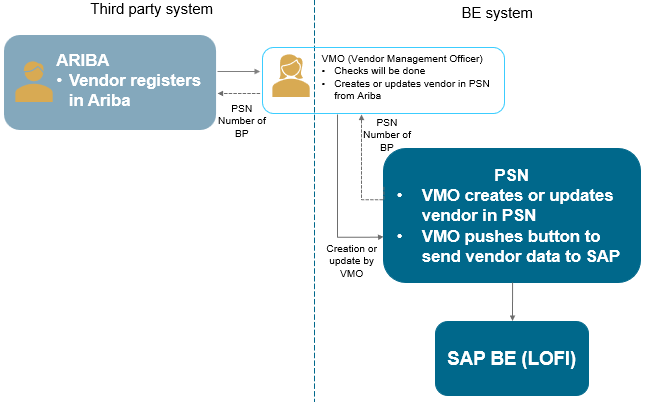 Third party system
BE system
ARIBA
• Vendor registers
in Ariba
VMO (Vendor Management Officer)
• Checks will be done
• Creates or updates vendor in PSN
from Ariba
PSN
Number of
BP
PSN
Number of
BP
PSN
• VMO creates or updates
vendor in PSN
• VMO pushes button to
send vendor data to SAP
Creation or
update by
VMO
SAP BE (LOFI)